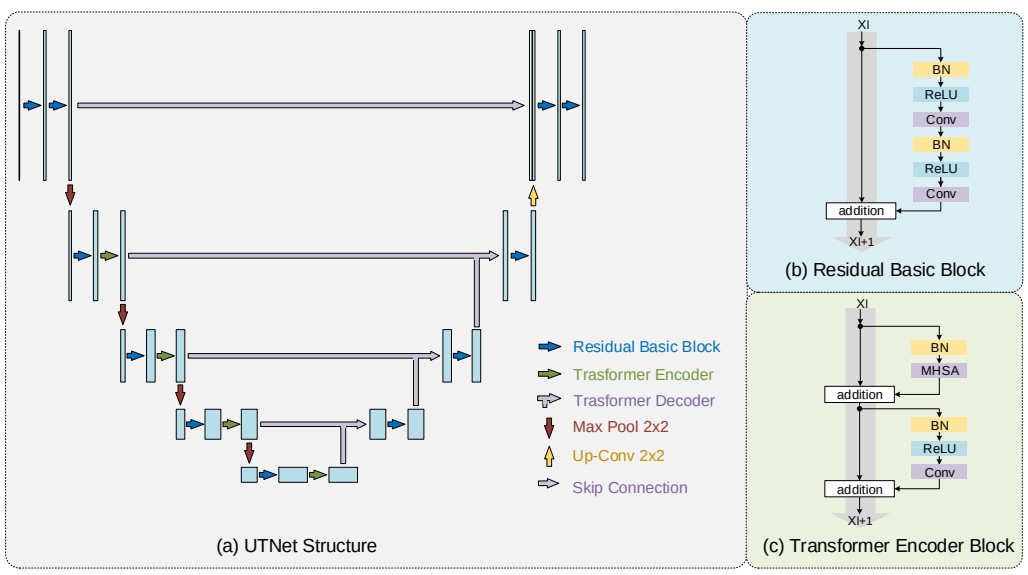 Residual Basic Block
Trasformer Encoder
Trasformer Decoder
Max Pool 2x2
Up-Conv 2x2
Skip Connection
(a) UTNet Structure
Xl
BN
ReLU
Conv
BN
ReLU
Conv
addition
Xl+1
(b) Residual Basic Block
Xl
BN
MHSA
addition
BN
ReLU
Conv
addition
Xl+1
(c) Transformer Encoder Block